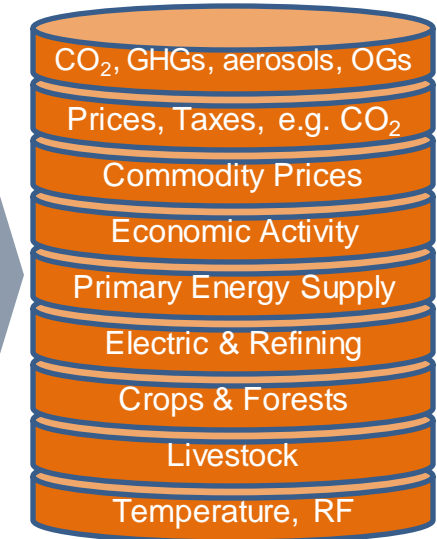 CO₂, GHGs, aerosols, OGs
Prices, Taxes, e.g. CO₂
Commodity Prices
Economic Activity
Primary Energy Supply
Electric & Refining
Crops & Forests
Livestock
Temperature, RF